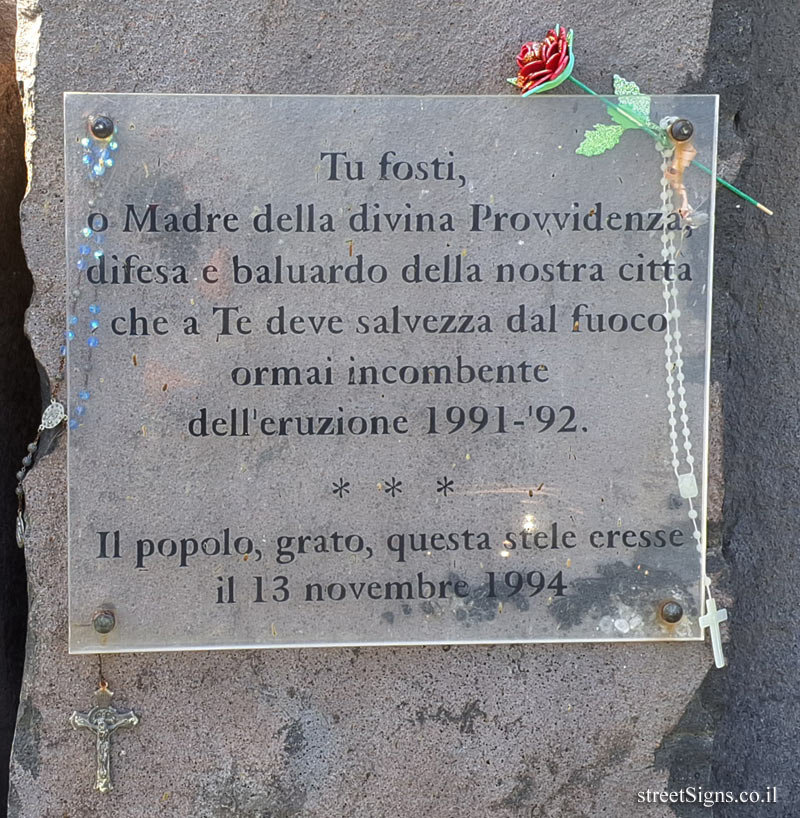 Tu fosti,
o Madre della divina Provvidenza,
difesa e baluardo della nostra città
che a Te deve salvezza dal fuoco
ormai incombente
dell'eruzione 1991-'92.
* * *
Il popolo, grato, questa stele eresse
il 13 novembre 1994
streetSigns.co.il